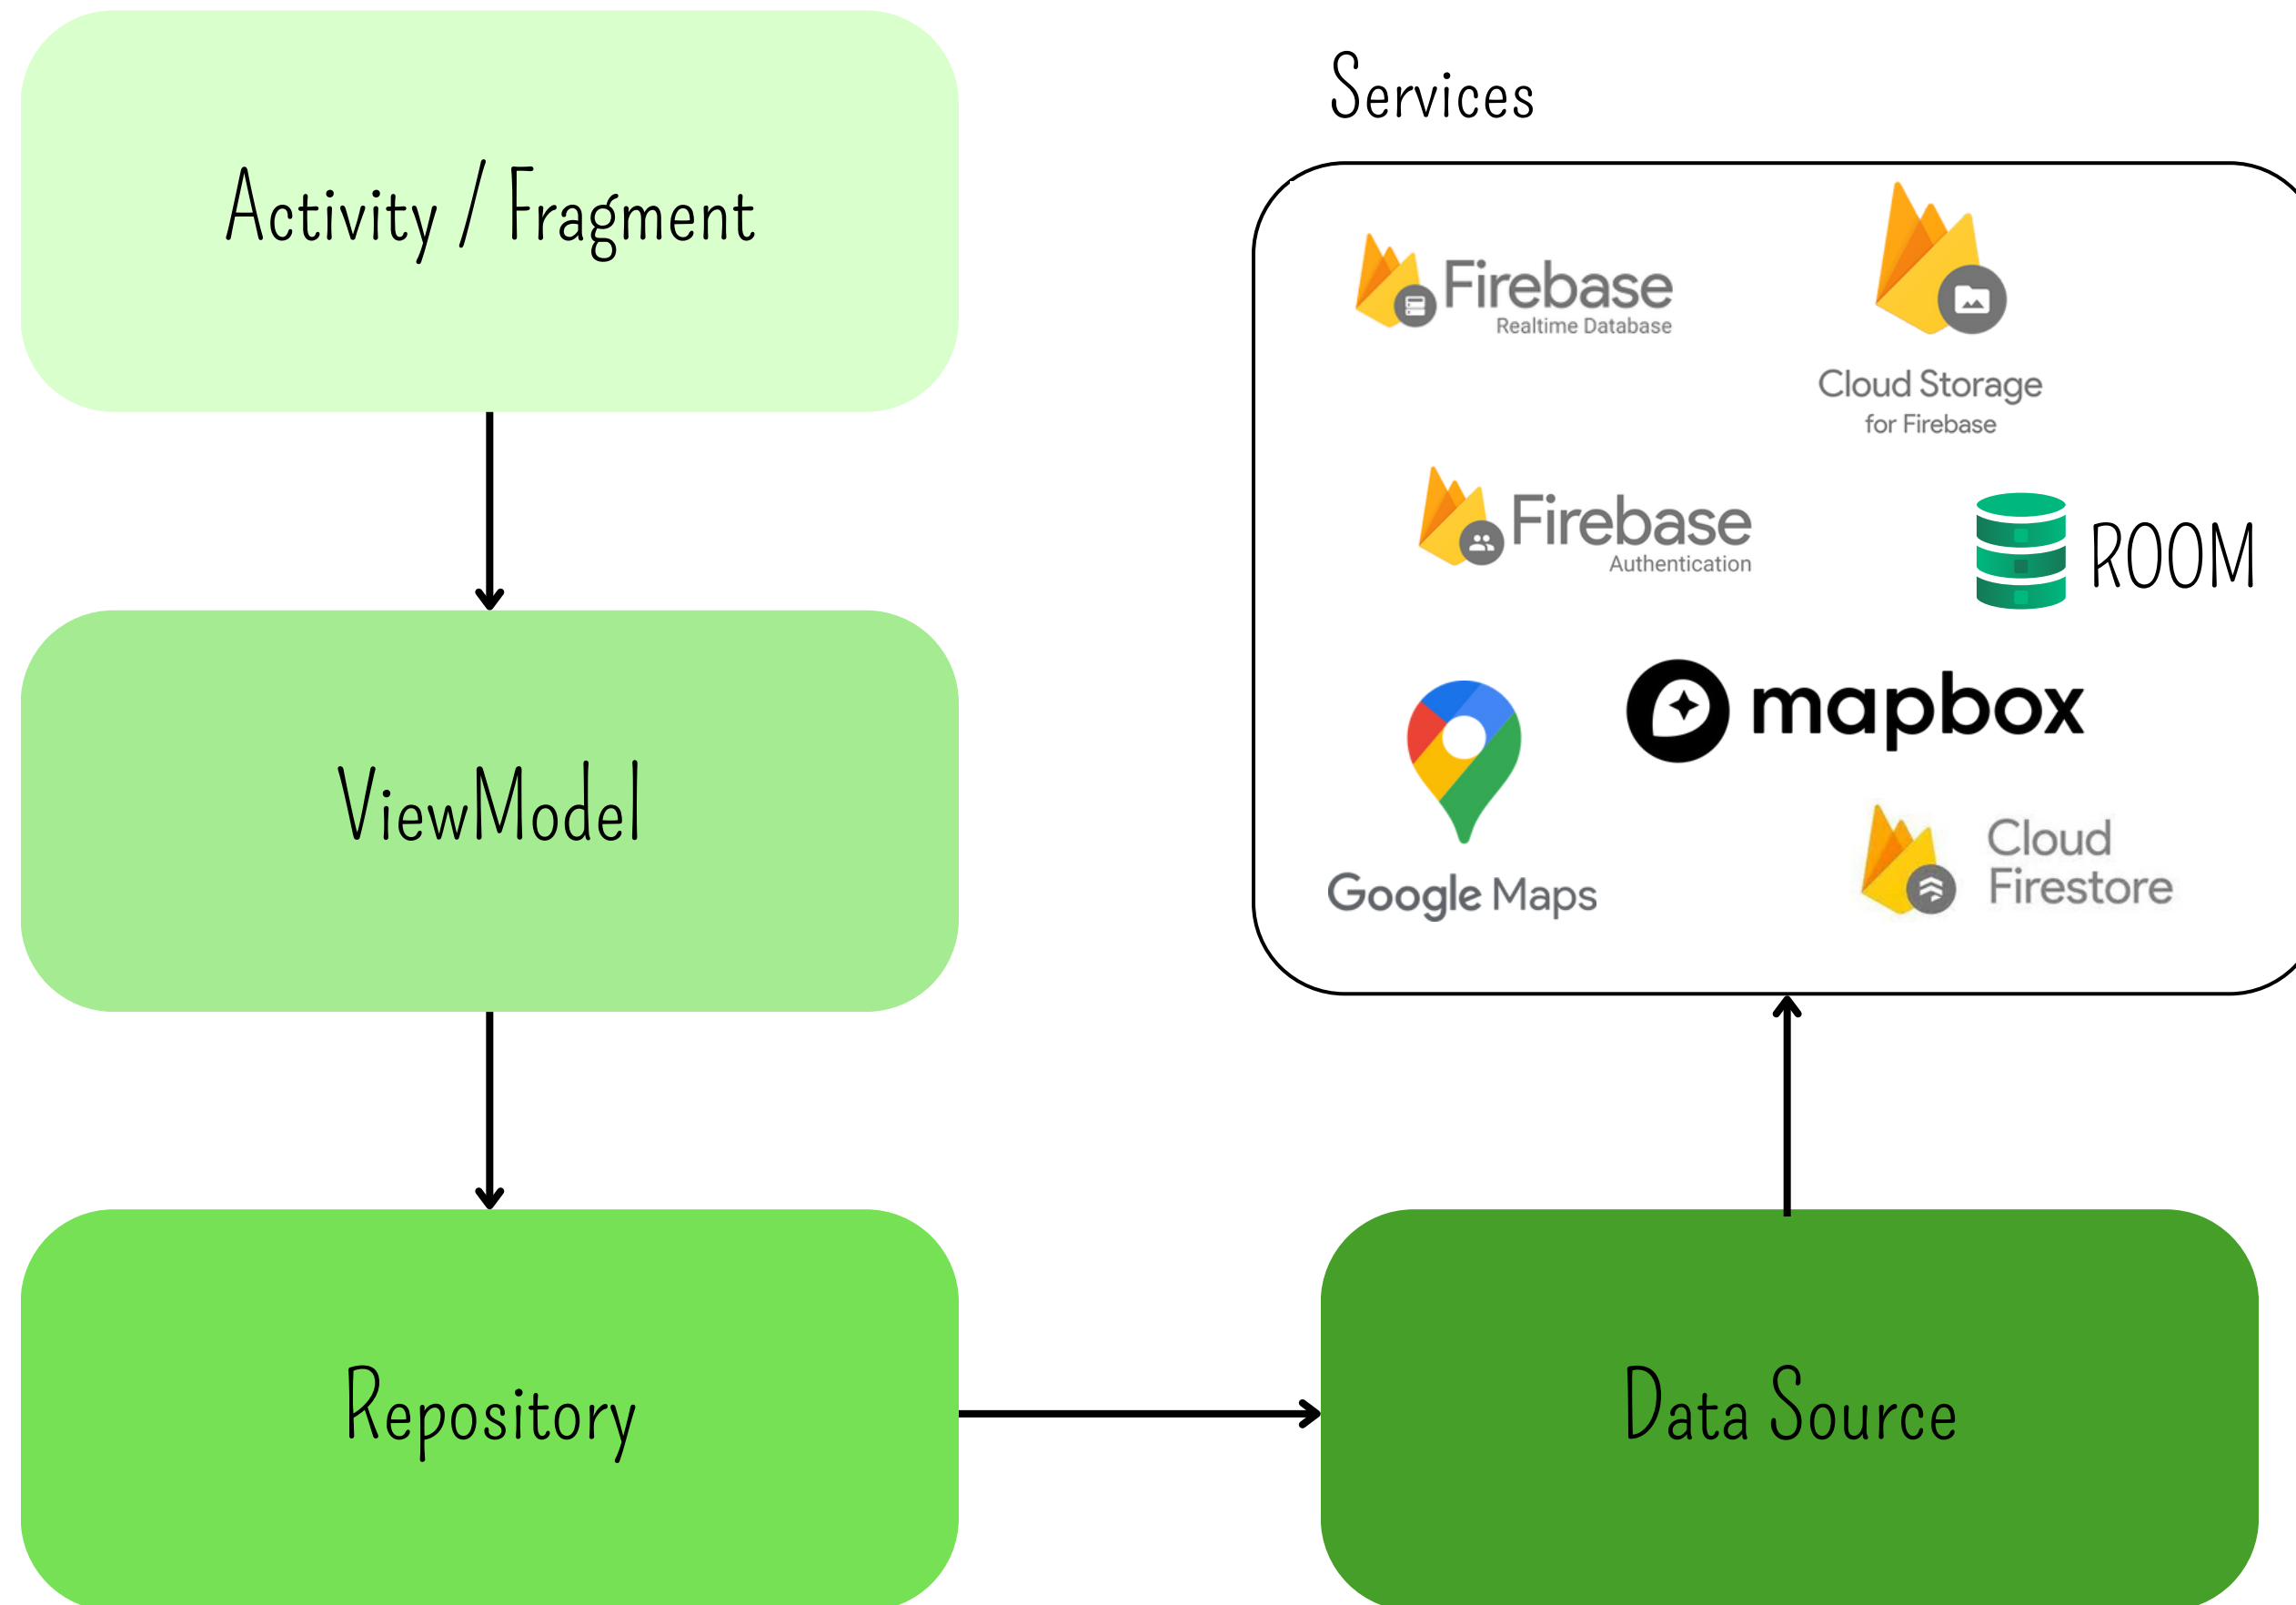 Activity / Fragment
ViewModel
Repository
Data Source
Services
Firebase
Realtime Database
Cloud Storage
for Firebase
Firebase
Authentication
ROOM
mapbox
Google Maps
Cloud
Firestore